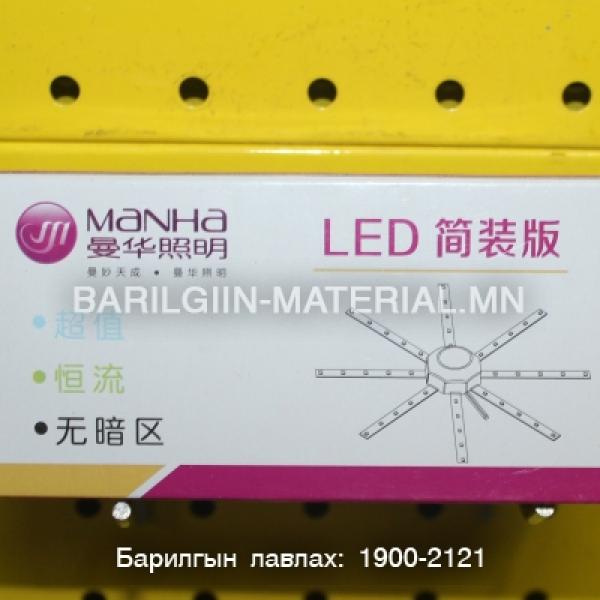 MANHA
曼华照明
曼妙天成 • 曼华照明
LED 简装版
BARILGIIN-MATERIAL.MN
• 超值
• 恒流
• 无暗区
Барилгын лавлах: 1900-2121